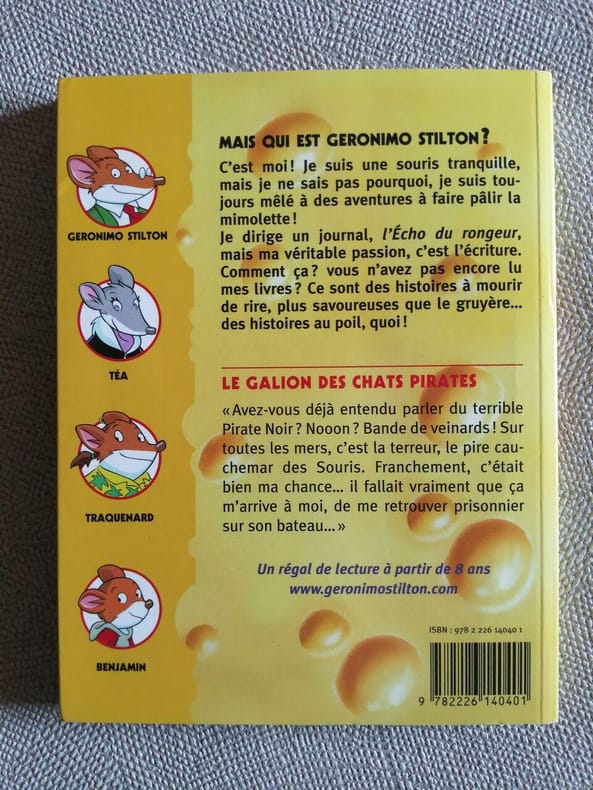 MAIS QUI EST GERONIMO STILTON ?
C'est moi ! Je suis une souris tranquille,
mais je ne sais pas pourquoi, je suis tou-
jours mêlé à des aventures à faire pâlir la
mimolette !
Je dirige un journal, l'Écho du rongeur,
mais ma véritable passion, c'est l'écriture.
Comment ça ? vous n'avez pas encore lu
mes livres ? Ce sont des histoires à mourir
de rire, plus savoureuses que le gruyère...
des histoires au poil, quoi !
LE GALION DES CHATS PIRATES
« Avez-vous déjà entendu parler du terrible
Pirate Noir ? Nooon ? Bande de veinards ! Sur
toutes les mers, c'est la terreur, le pire cau-
chemar des Souris. Franchement, c'était
bien ma chance... il fallait vraiment que ça
m'arrive à moi, de me retrouver prisonnier
sur son bateau... »
Un régal de lecture à partir de 8 ans
www.geronimostilton.com
ISBN : 978 2 226 14040 1
9 782226 140401
GERONIMO STILTON
TÉA
TRAQUENARD
BENJAMIN